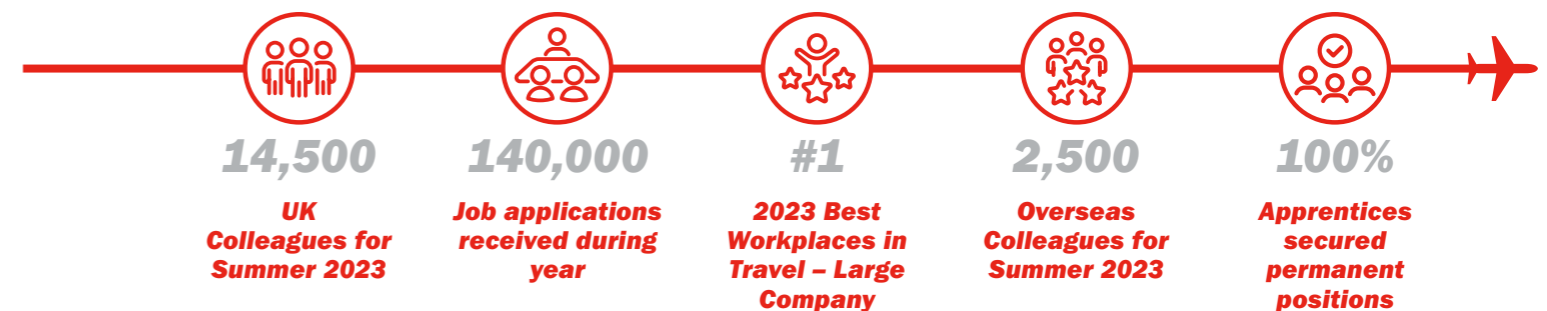 14,500
UK
Colleagues for
Summer 2023
140,000
Job applications
received during
year
#1
2023 Best
Workplaces in
Travel – Large
Company
2,500
Overseas
Colleagues for
Summer 2023
100%
Apprentices
secured
permanent
positions